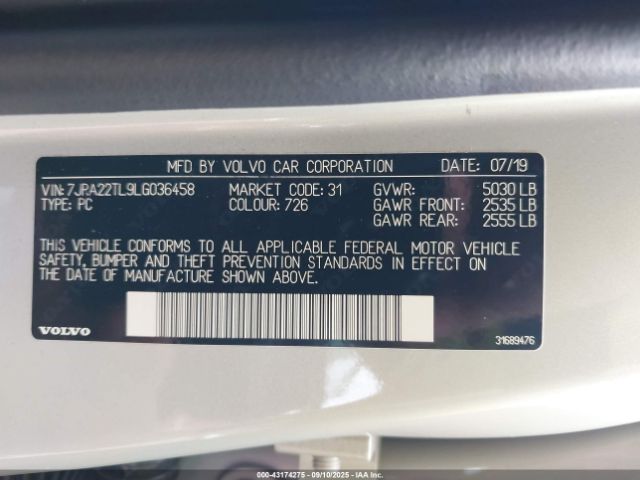 MFD BY VOLVO CAR CORPORATION DATE: 07/19
VIN: 7JRA22TL9LG036458 MARKET CODE: 31 GVWR: 5030 LB
TYPE: PC COLOUR: 726 GAWR FRONT: 2535 LB
GAWR REAR: 2555 LB
THIS VEHICLE CONFORMS TO ALL APPLICABLE FEDERAL MOTOR VEHICLE
SAFETY, BUMPER AND THEFT PREVENTION STANDARDS IN EFFECT ON
THE DATE OF MANUFACTURE SHOWN ABOVE.
VOLVO 31689476
000-43174275 - 09/10/2025 - IAA Inc.